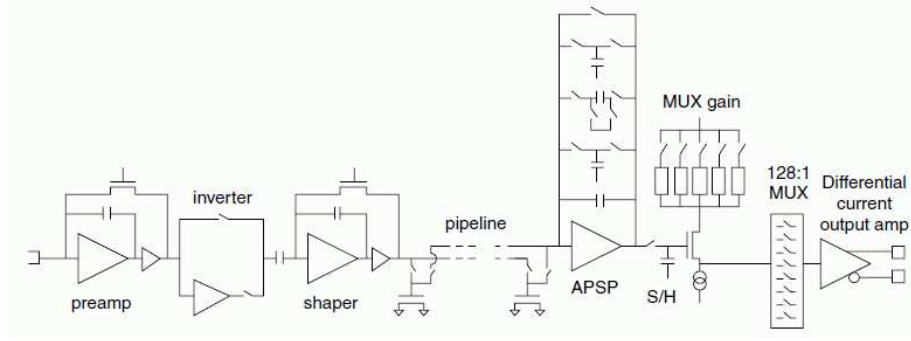 MUX gain
128:1
MUX
Differential
current
output amp
inverter
pipeline
preamp
shaper
APSP
S/H